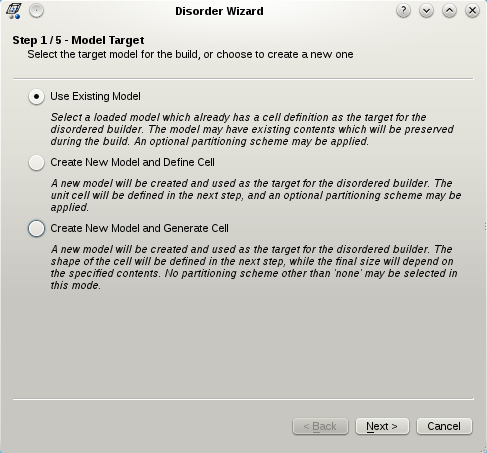 Disorder Wizard
Step 1 / 5 - Model Target
Select the target model for the build, or choose to create a new one
Use Existing Model
Select a loaded model which already has a cell definition as the target for the
disordered builder. The model may have existing contents which will be preserved
during the build. An optional partitioning scheme may be applied.
Create New Model and Define Cell
A new model will be created and used as the target for the disordered builder. The
unit cell will be defined in the next step, and an optional partitioning scheme may be
applied.
Create New Model and Generate Cell
A new model will be created and used as the target for the disordered builder. The
shape of the cell will be defined in the next step, while the final size will depend on
the specified contents. No partitioning scheme other than 'none' may be selected in
this mode.
< Back Next > Cancel